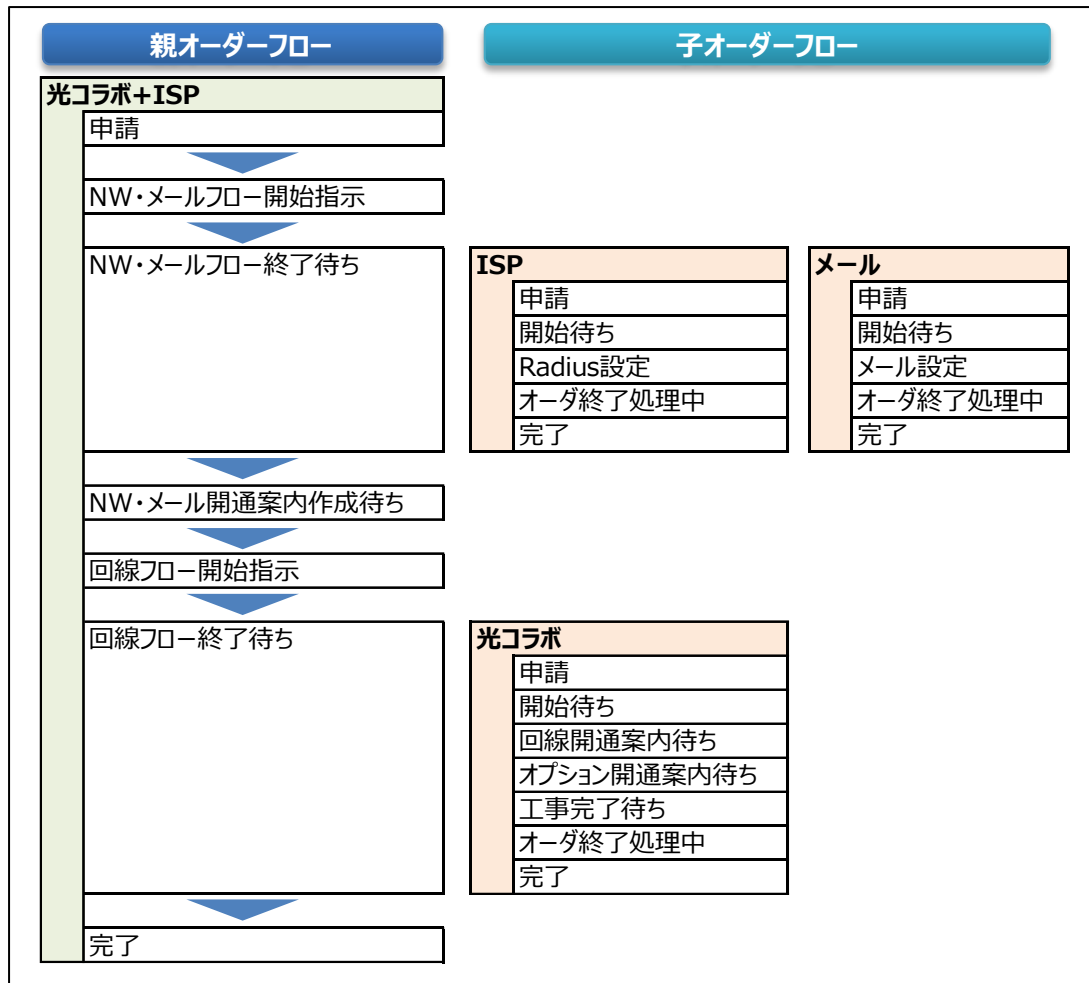 親オーダーフロー
子オーダーフロー
光コラボ+ISP
申請
NW・メールフロー開始指示
NW・メールフロー終了待ち
ISP
申請
開始待ち
Radius設定
オーダ終了処理中
完了
メール
申請
開始待ち
メール設定
オーダ終了処理中
完了
NW・メール開通案内作成待ち
回線フロー開始指示
回線フロー終了待ち
光コラボ
申請
開始待ち
回線開通案内待ち
オプション開通案内待ち
工事完了待ち
オーダ終了処理中
完了
完了